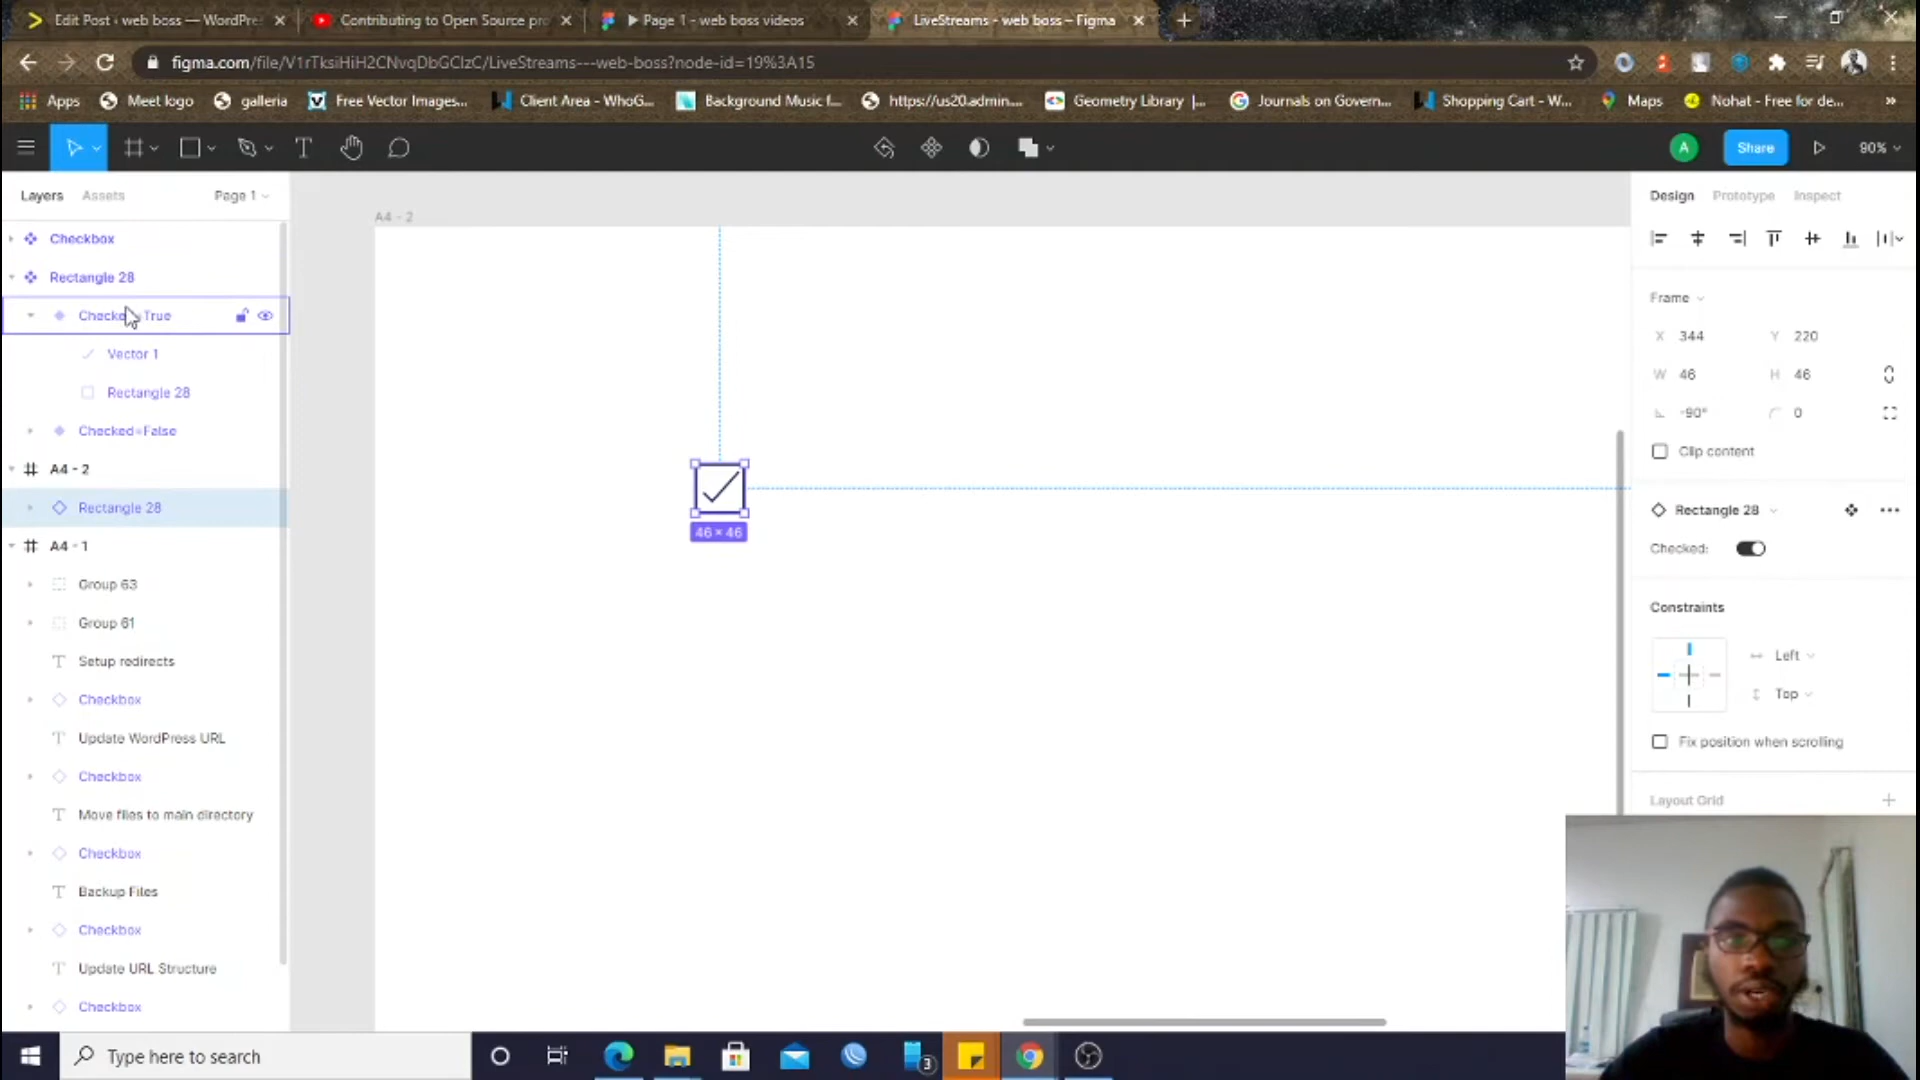 Edit Post ‹ web boss — WordPre
Contributing to Open Source pro
Page 1 - web boss videos
LiveStreams - web boss – Figma
figma.com/file/V1rTksiHiH2CNvqDbGClzC/LiveStreams---web-boss?node-id=19%3A15
Apps
Meet logo
galleria
Free Vector Images...
Client Area - WhoG...
Background Music f...
https://us20.admin....
Geometry Library |...
Journals on Govern...
Shopping Cart - W...
Maps
Nohat - Free for de...
»
T
A
Share
90%
Layers
Assets
Page 1
A4 - 2
Design
Prototype
Inspect
Checkbox
Rectangle 28
True
Vector 1
Rectangle 28
Checked=False
A4 - 2
Rectangle 28
A4 - 1
Group 63
Group 61
T Setup redirects
Checkbox
T Update WordPress URL
Checkbox
T Move files to main directory
Checkbox
T Backup Files
Checkbox
T Update URL Structure
Checkbox
46 × 46
Frame
X 344
Y 220
W 46
H 46
-90°
0
Clip content
Rectangle 28
Checked:
Constraints
Left
Top
Fix position when scrolling
Layout Grid
Type here to search
3